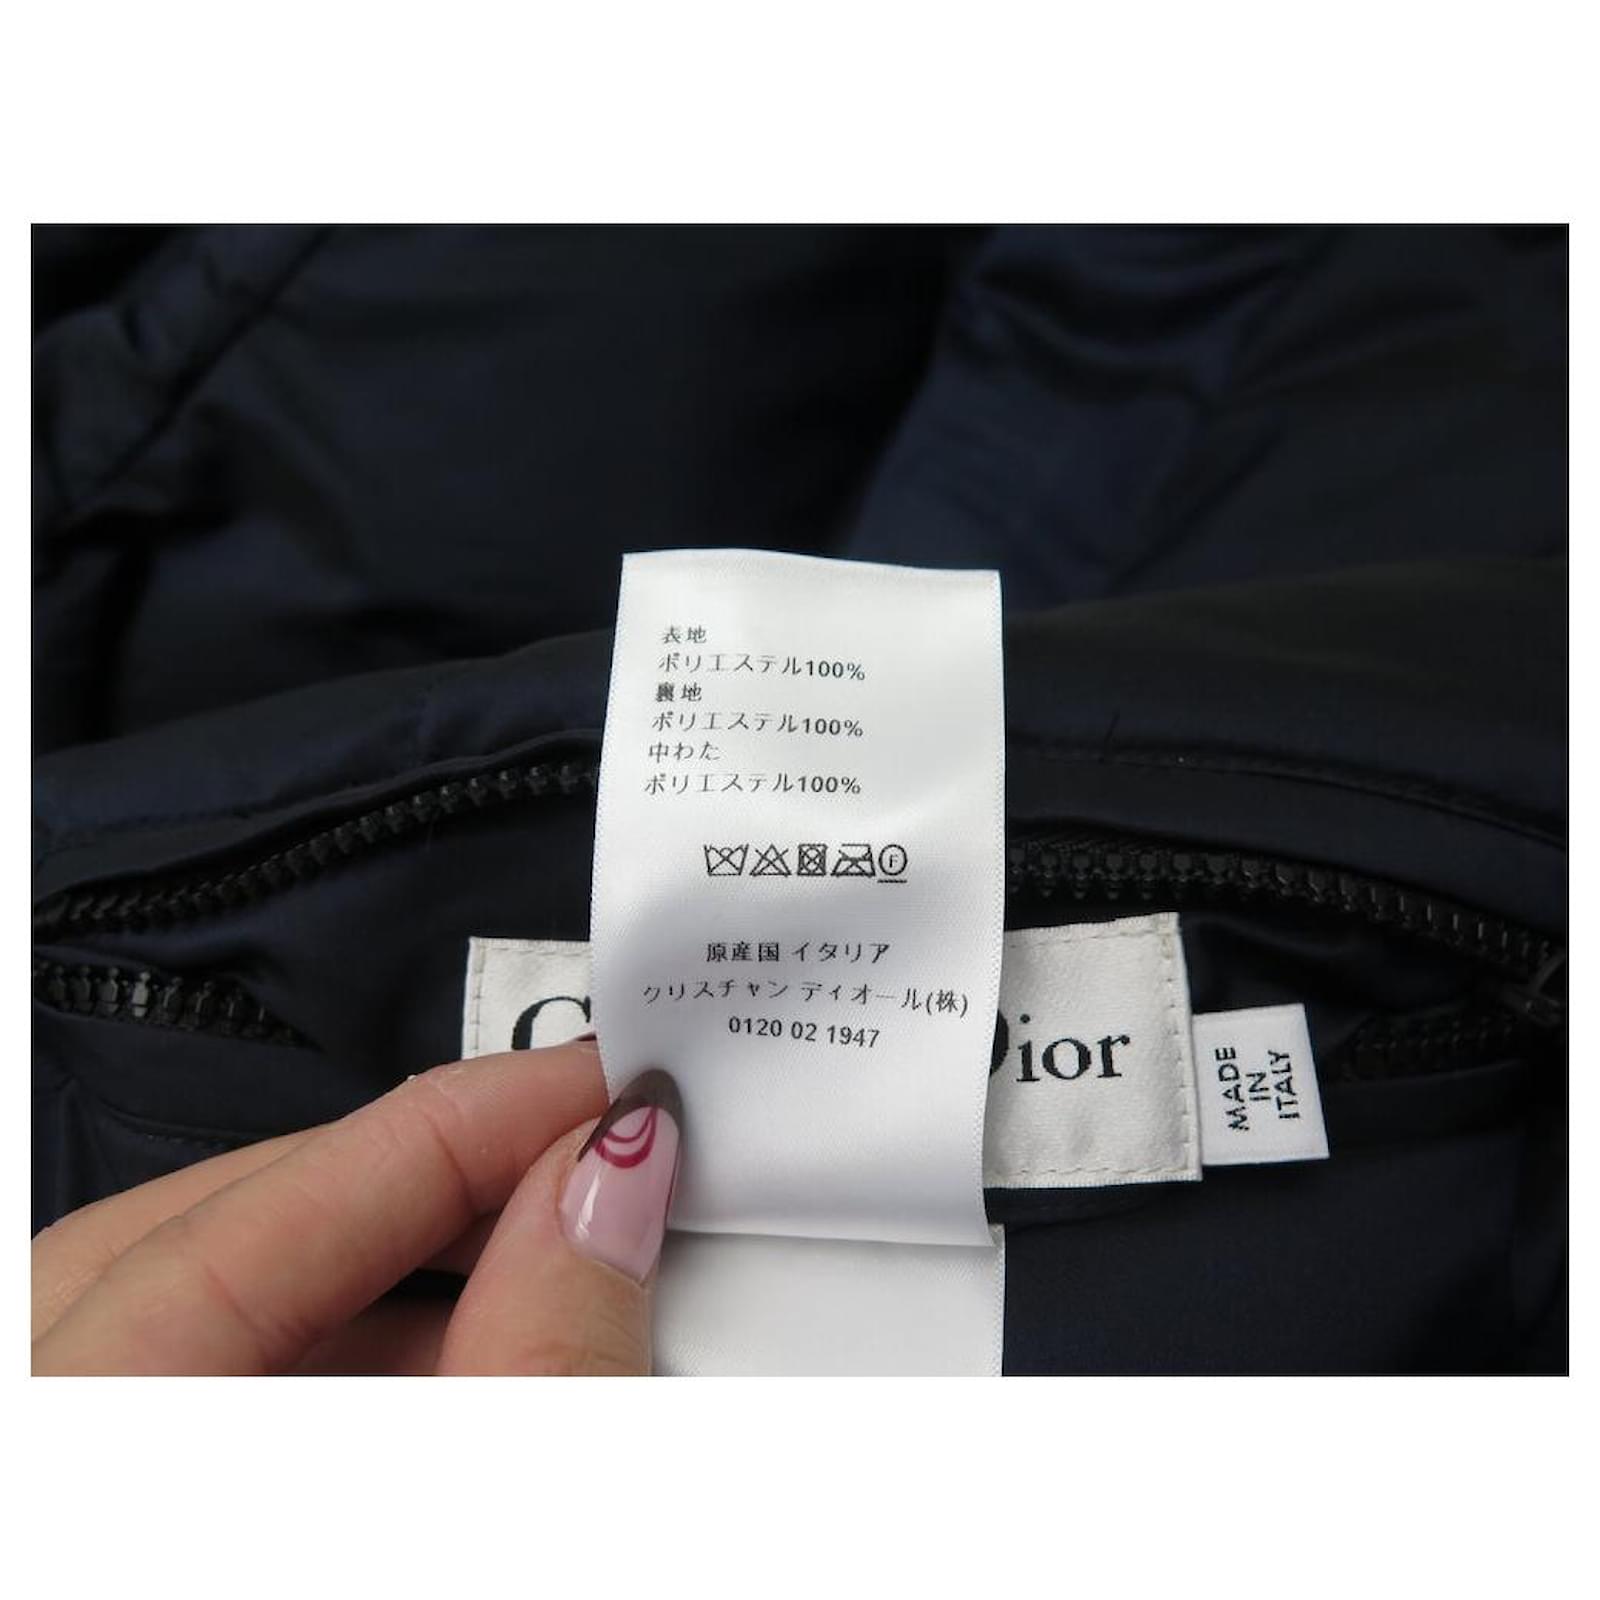 表地
ポリエステル100%
裏地
ポリエステル100%
中わた
ポリエステル100%
F
原産国 イタリア
クリスチャン ディオール(株)
0120 02 1947
Dior
MADE
IN
ITALY